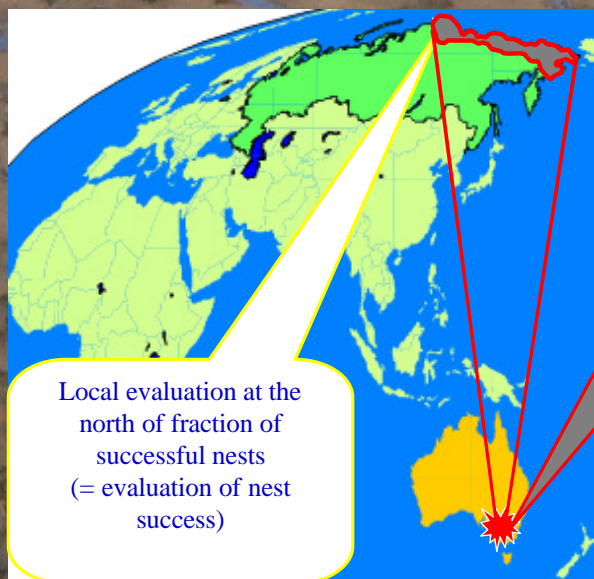 Local evaluation at the
north of fraction of
successful nests
(= evaluation of nest
success)